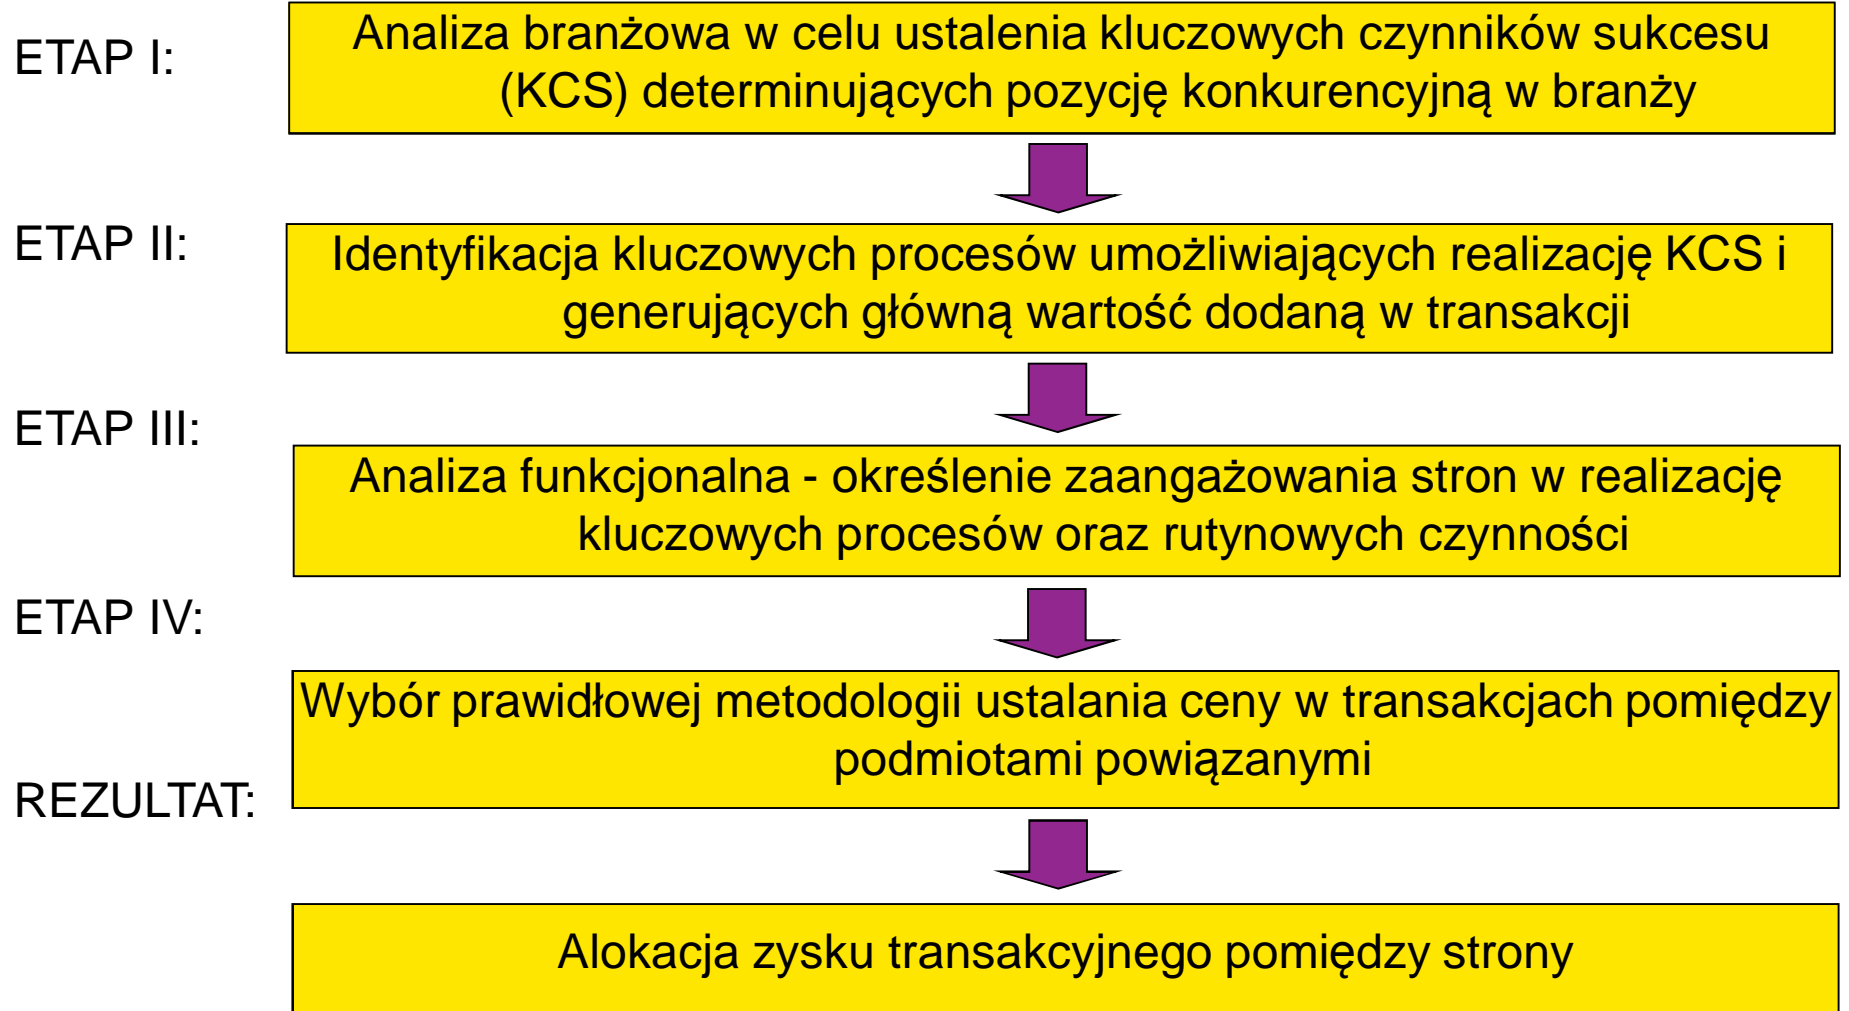 ETAP I:
Analiza branżowa w celu ustalenia kluczowych czynników sukcesu
(KCS) determinujących pozycję konkurencyjną w branży
ETAP II:
Identyfikacja kluczowych procesów umożliwiających realizację KCS i
generujących główną wartość dodaną w transakcji
ETAP III:
Analiza funkcjonalna - określenie zaangażowania stron w realizację
kluczowych procesów oraz rutynowych czynności
ETAP IV:
Wybór prawidłowej metodologii ustalania ceny w transakcjach pomiędzy
podmiotami powiązanymi
REZULTAT:
Alokacja zysku transakcyjnego pomiędzy strony